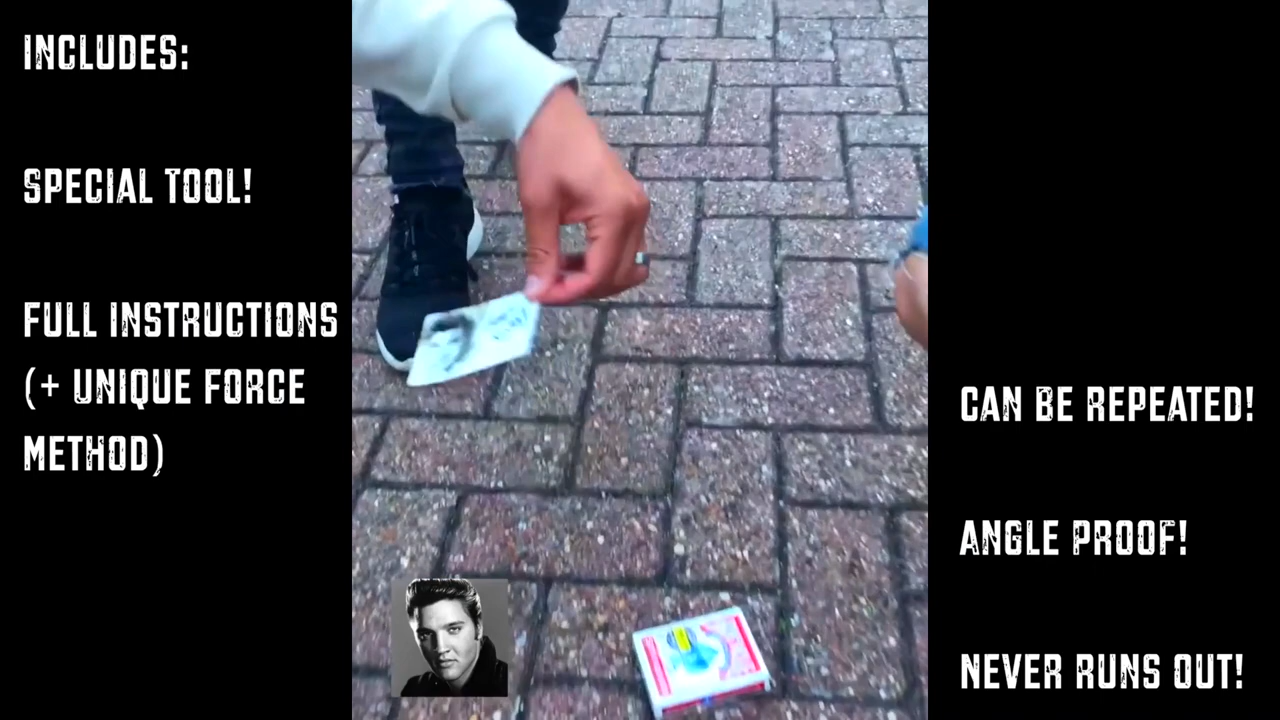 INCLUDES:
SPECIAL TOOL!
FULL INSTRUCTIONS
(+ UNIQUE FORCE
METHOD)
CAN BE REPEATED!
ANGLE PROOF!
NEVER RUNS OUT!